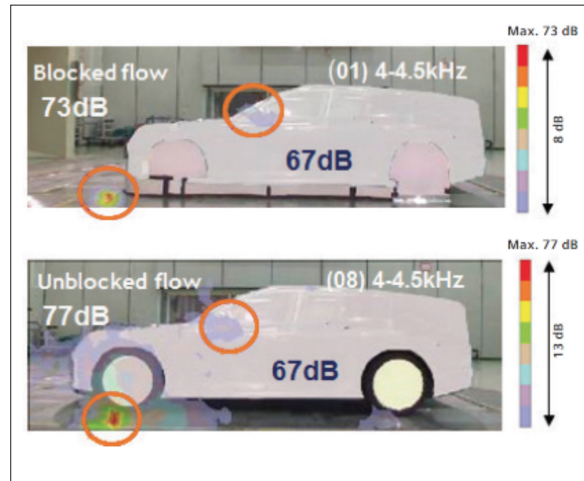 Max. 73 dB
Blocked flow
(01) 4-4.5kHz
73dB
67dB
8 dB
Max. 77 dB
Unblocked flow
(08) 4-4.5kHz
77dB
67dB
13 dB